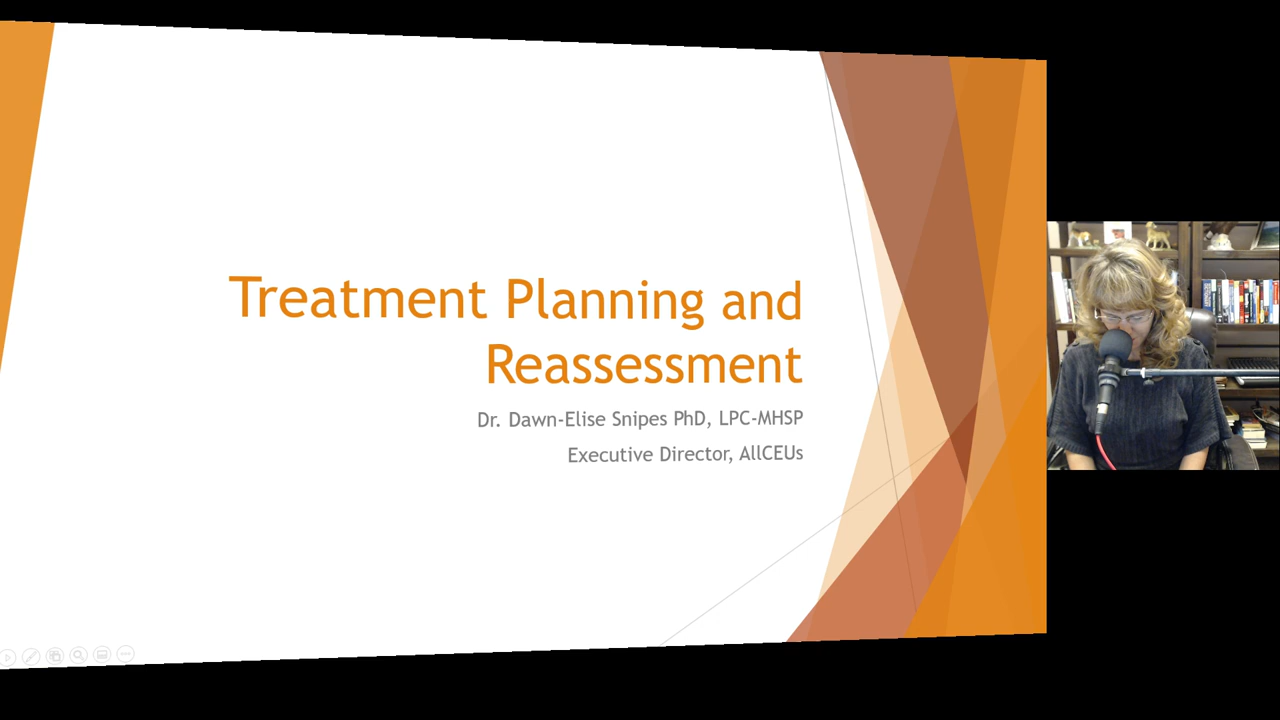 Treatment Planning and
Reassessment
Dr. Dawn-Elise Snipes PhD, LPC-MHSP
Executive Director, AllCEUs